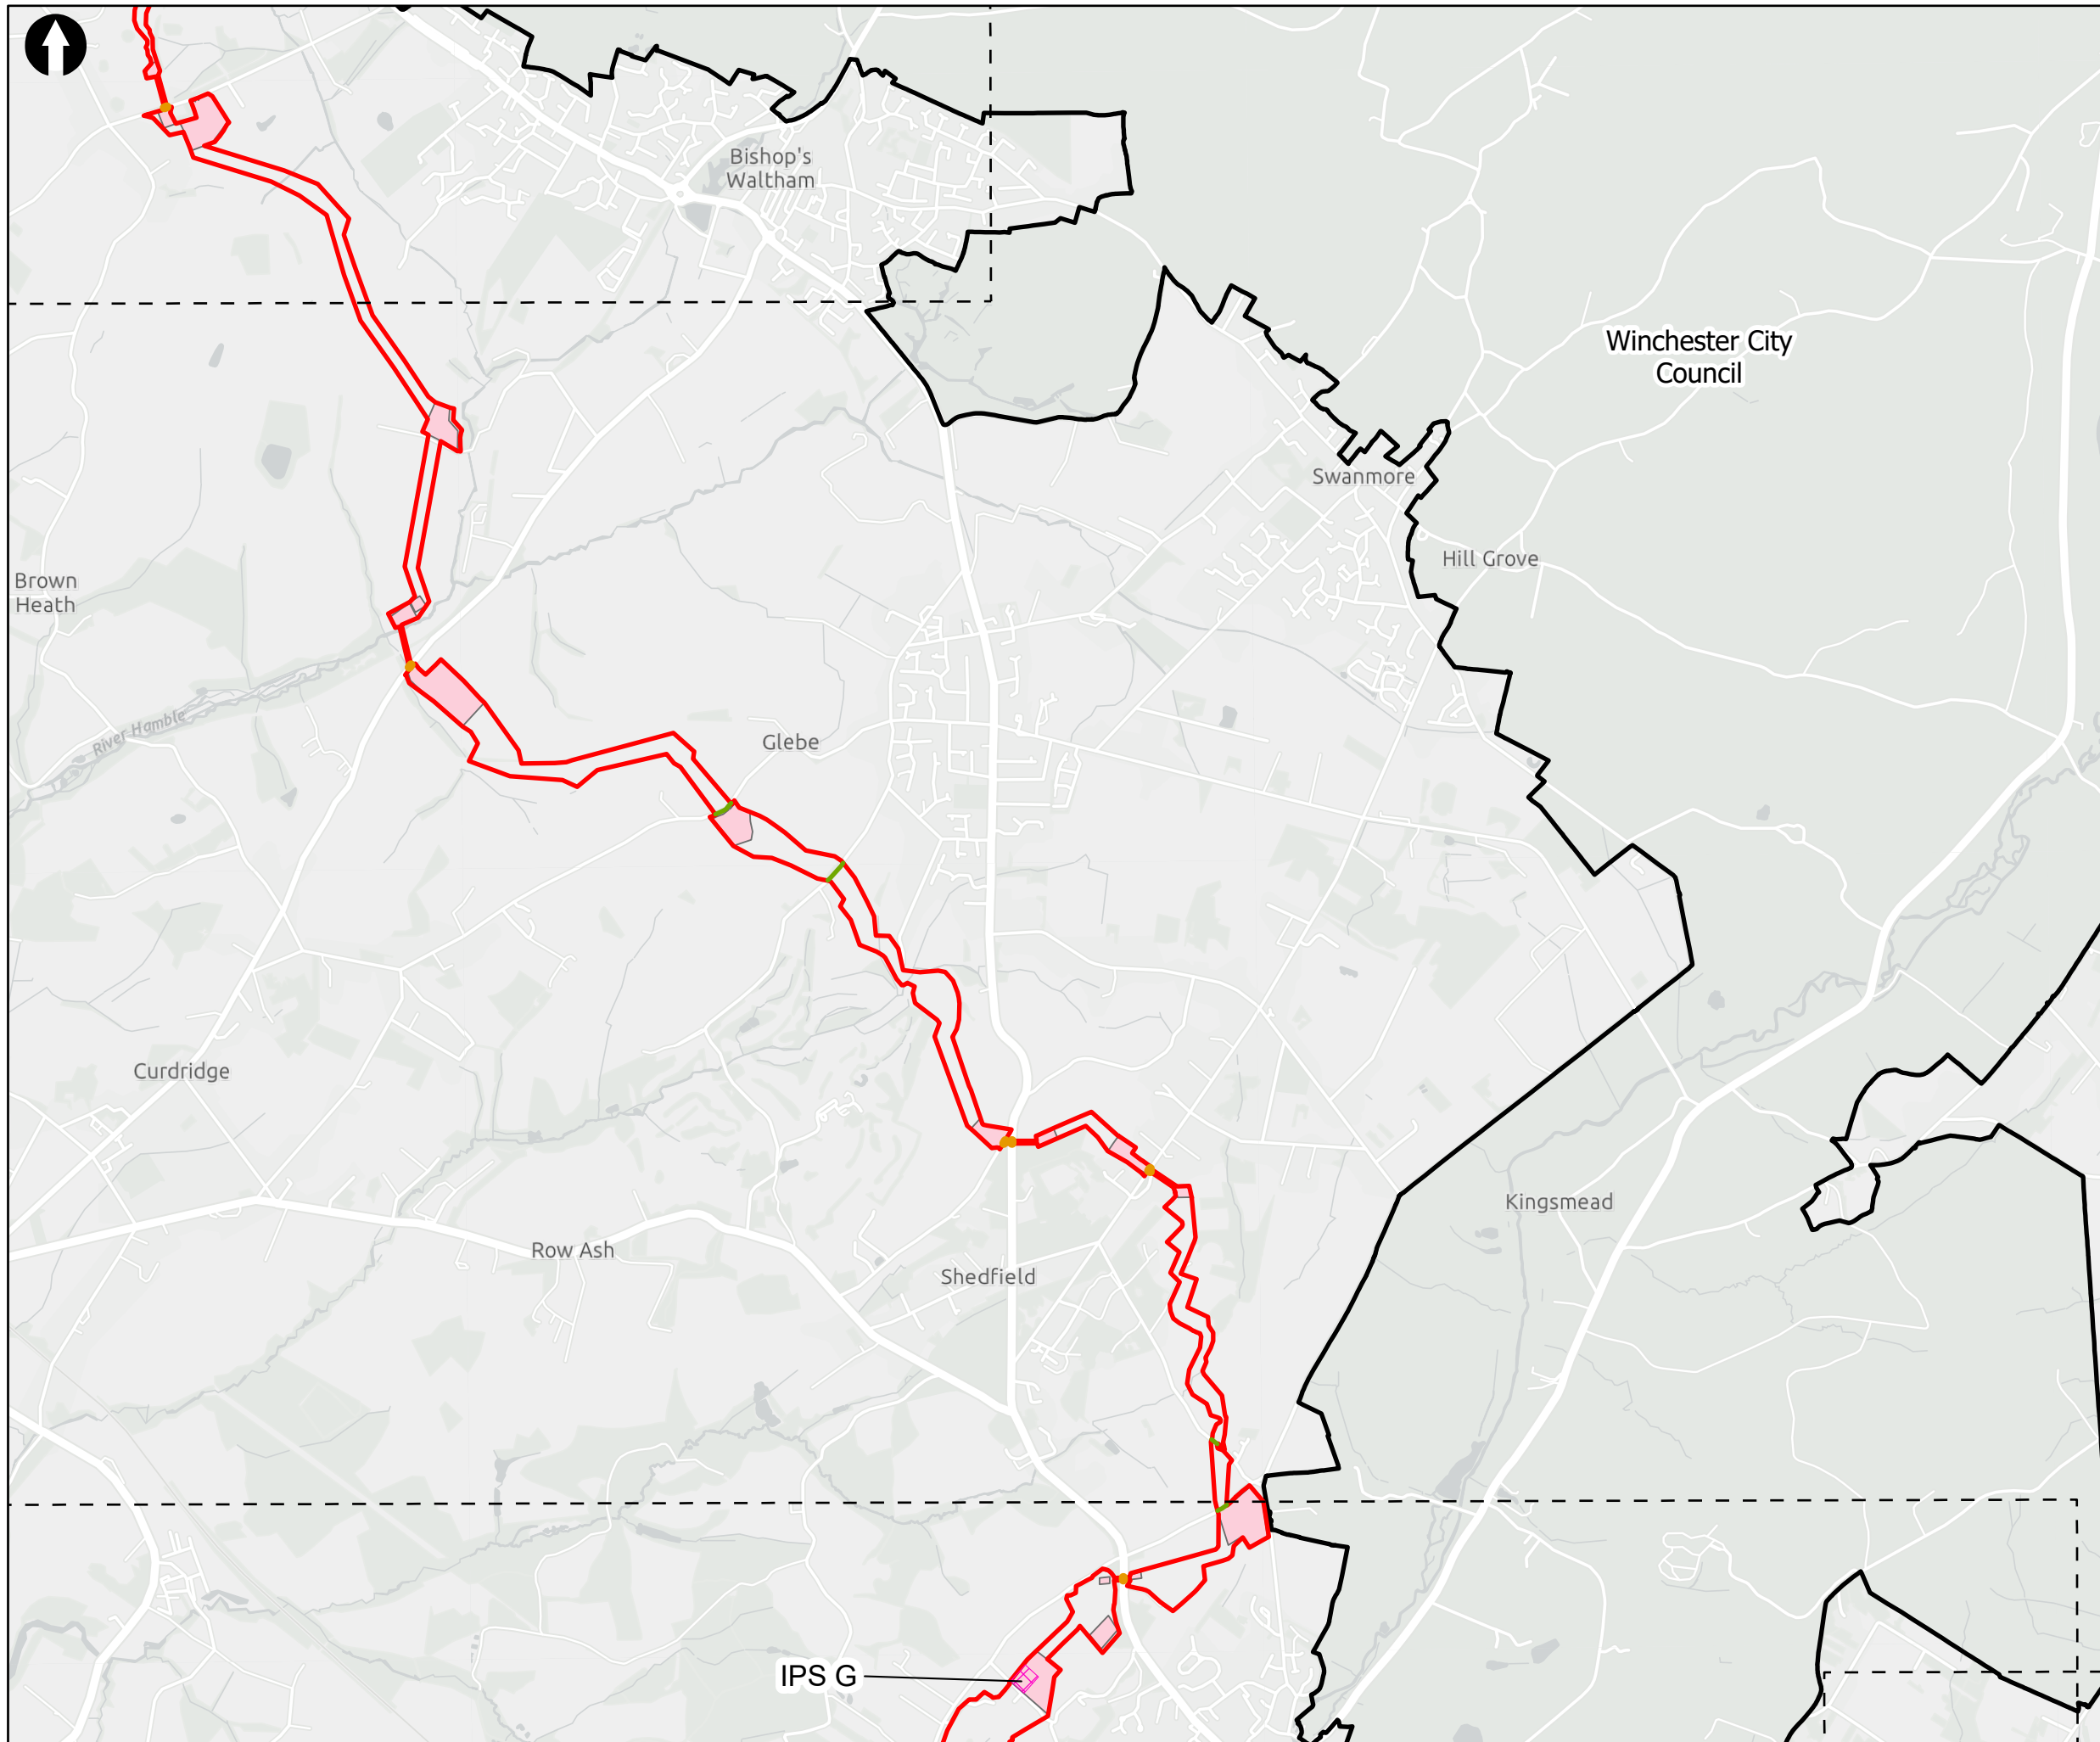 Bishop's
Waltham
Winchester City
Council
Swanmore
Hill Grove
Brown
Heath
River Hamble
Glebe
Curdridge
Kingsmead
Row Ash
Shedfield
IPS G